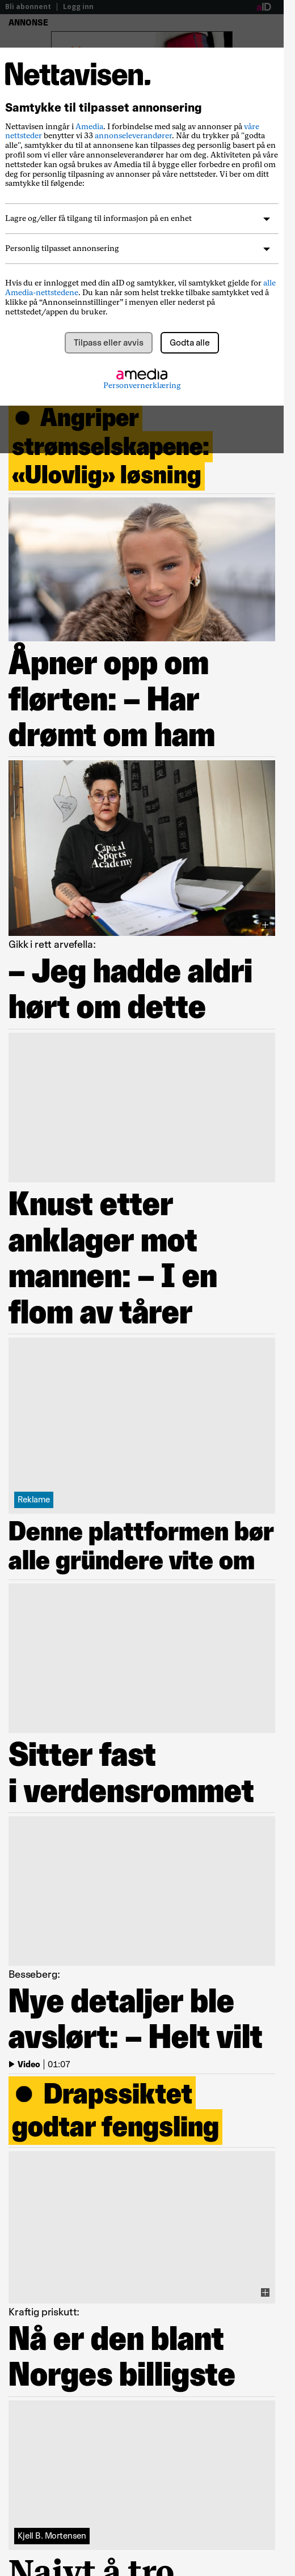 Bli abonnent | Logg inn
aID
ANNONSE
Nettavisen.
Samtykke til tilpasset annonsering
Nettavisen inngår i Amedia. I forbindelse med salg av annonser på våre
nettsteder benytter vi 33 annonseleverandører. Når du trykker på "godta
alle", samtykker du til at annonsene kan tilpasses deg personlig basert på en
profil som vi eller våre annonseleverandører har om deg. Aktivitetene på våre
nettsteder kan også brukes av Amedia til å bygge eller forbedre en profil om
deg for personlig tilpasning av annonser på våre nettsteder. Vi ber om ditt
samtykke til følgende:
Lagre og/eller få tilgang til informasjon på en enhet
Personlig tilpasset annonsering
Hvis du er innlogget med din aID og samtykker, vil samtykket gjelde for alle
Amedia-nettstedene. Du kan når som helst trekke tilbake samtykket ved å
klikke på “Annonseinnstillinger” i menyen eller nederst på
nettstedet/appen du bruker.
Tilpass eller avvis
Godta alle
amedia
Personvernerklæring
Angriper
strømselskapene:
«Ulovlig» løsning
Åpner opp om
flørten: – Har
drømt om ham
Capital
Sports
Academy
Gikk i rett arvefella:
– Jeg hadde aldri
hørt om dette
Knust etter
anklager mot
mannen: – I en
flom av tårer
Reklame
Denne plattformen bør
alle gründere vite om
Sitter fast
i verdensrommet
Besseberg:
Nye detaljer ble
avslørt: – Helt vilt
Video | 01:07
Drapssiktet
godtar fengsling
Kraftig priskutt:
Nå er den blant
Norges billigste
Kjell B. Mortensen
Naivt å tro